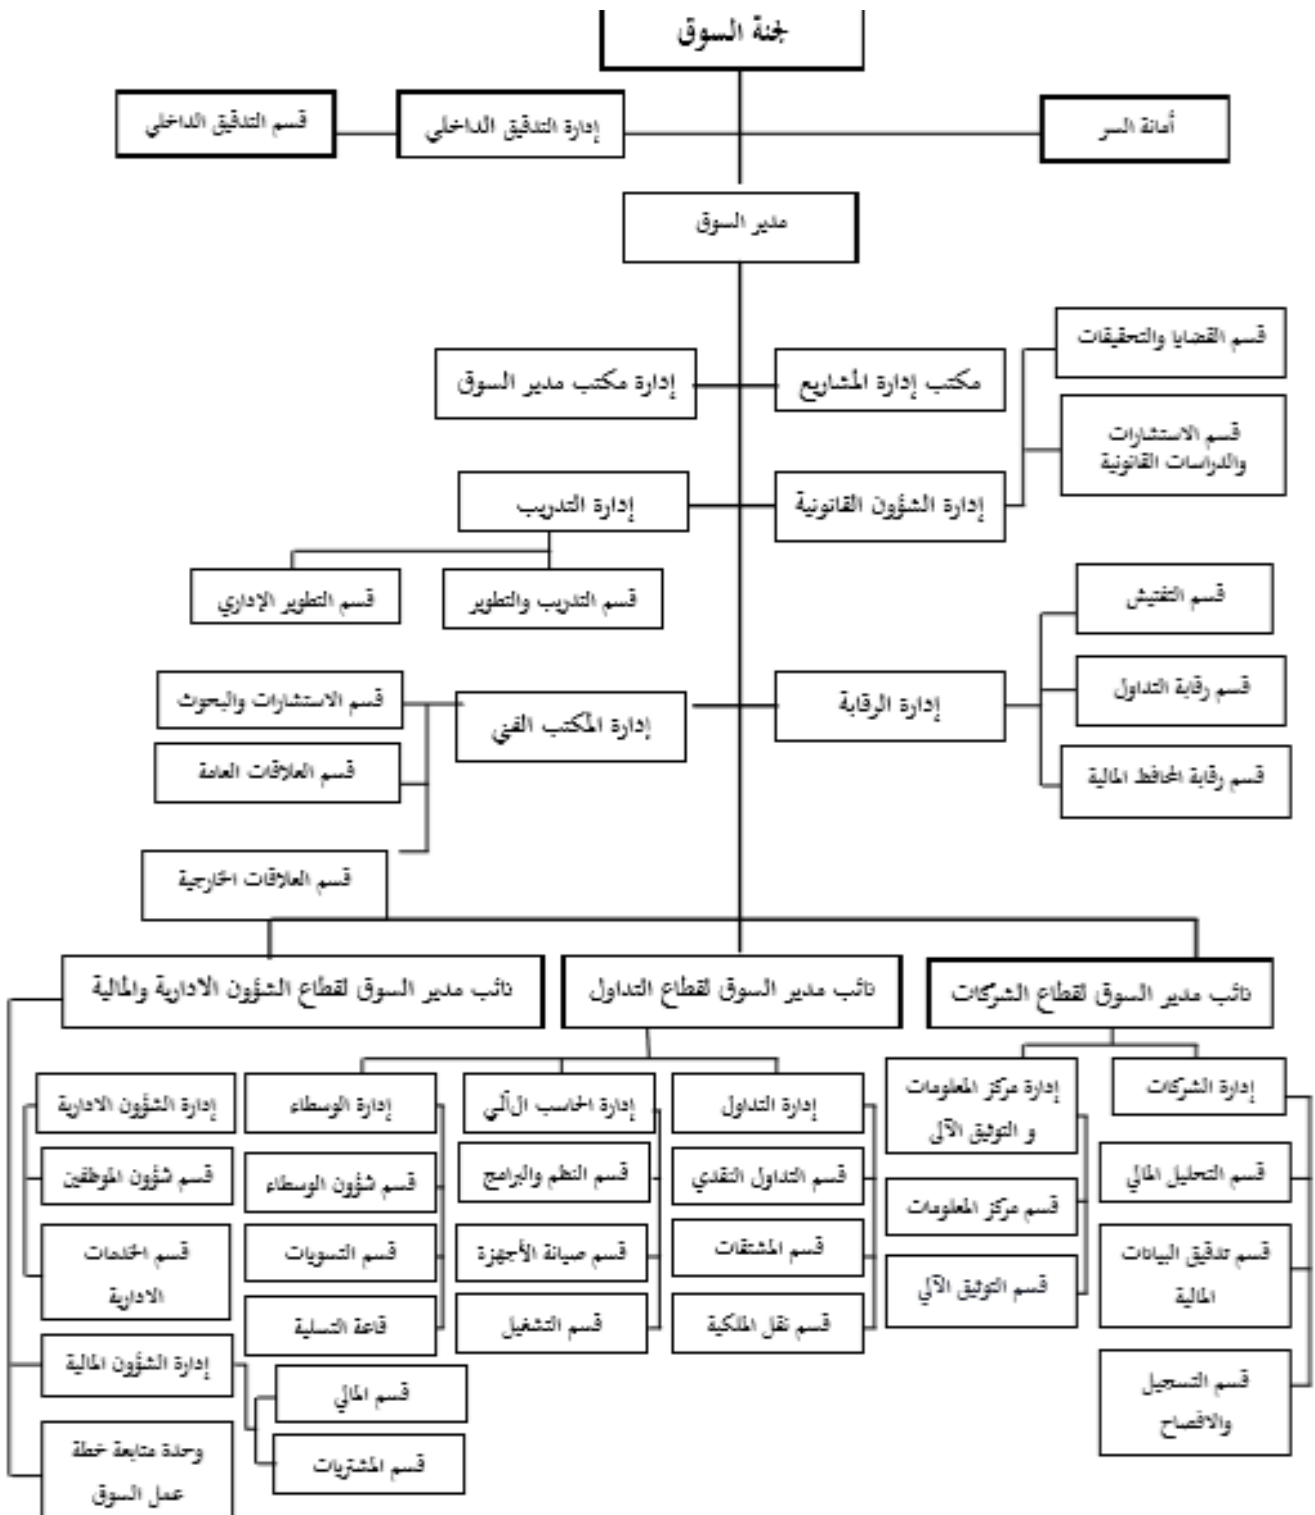 لجنة السوق
أمانة السر
إدارة التدقيق الداخلي
قسم التدقيق الداخلي
مدير السوق
قسم القضايا والتحقيقات
مكتب إدارة المشاريع
إدارة مكتب مدير السوق
قسم الاستشارات
والدراسات القانونية
إدارة الشؤون القانونية
إدارة التدريب
قسم التدريب والتطوير
قسم التطوير الإداري
قسم التفتيش
قسم رقابة التداول
قسم رقابة المحافظ المالية
إدارة الرقابة
إدارة المكتب الفني
قسم الاستشارات والبحوث
قسم العلاقات العامة
قسم العلاقات الخارجية
نائب مدير السوق لقطاع الشركات
نائب مدير السوق لقطاع التداول
نائب مدير السوق لقطاع الشؤون الادارية والمالية
إدارة الشركات
قسم التحليل المالي
قسم تدقيق البيانات
المالية
قسم التسجيل
والافصاح
إدارة مركز المعلومات
و التوثيق الآلى
قسم مركز المعلومات
قسم التوثيق الآلي
إدارة التداول
قسم التداول النقدي
قسم المشتقات
قسم نقل الملكية
إدارة الحاسب الألي
قسم النظم والبرامج
قسم صيانة الأجهزة
قسم التشغيل
إدارة الوسطاء
قسم شؤون الوسطاء
قسم التسويات
قاعة التسلية
إدارة الشؤون الادارية
قسم شؤون الموظفين
قسم الخدمات
الادارية
إدارة الشؤون المالية
قسم المالي
قسم المشتريات
وحدة متابعة خطة
عمل السوق